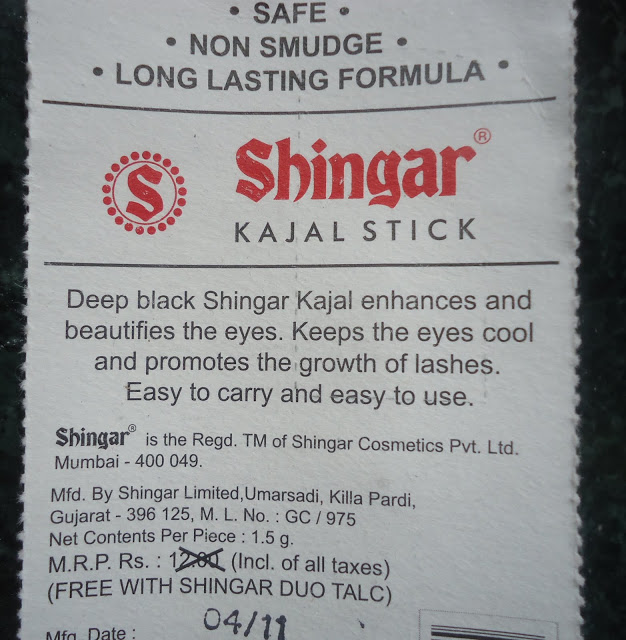 • SAFE •
• NON SMUDGE •
• LONG LASTING FORMULA •
S Shingar®
KAJAL STICK
Deep black Shingar Kajal enhances and
beautifies the eyes. Keeps the eyes cool
and promotes the growth of lashes.
Easy to carry and easy to use.
Shingar® is the Regd. TM of Shingar Cosmetics Pvt. Ltd.
Mumbai - 400 049.
Mfd. By Shingar Limited,Umarsadi, Killa Pardi,
Gujarat - 396 125, M. L. No. : GC / 975
Net Contents Per Piece : 1.5 g.
M.R.P. Rs. : 12.00 (Incl. of all taxes)
(FREE WITH SHINGAR DUO TALC)
Mfg. Date : 04/11